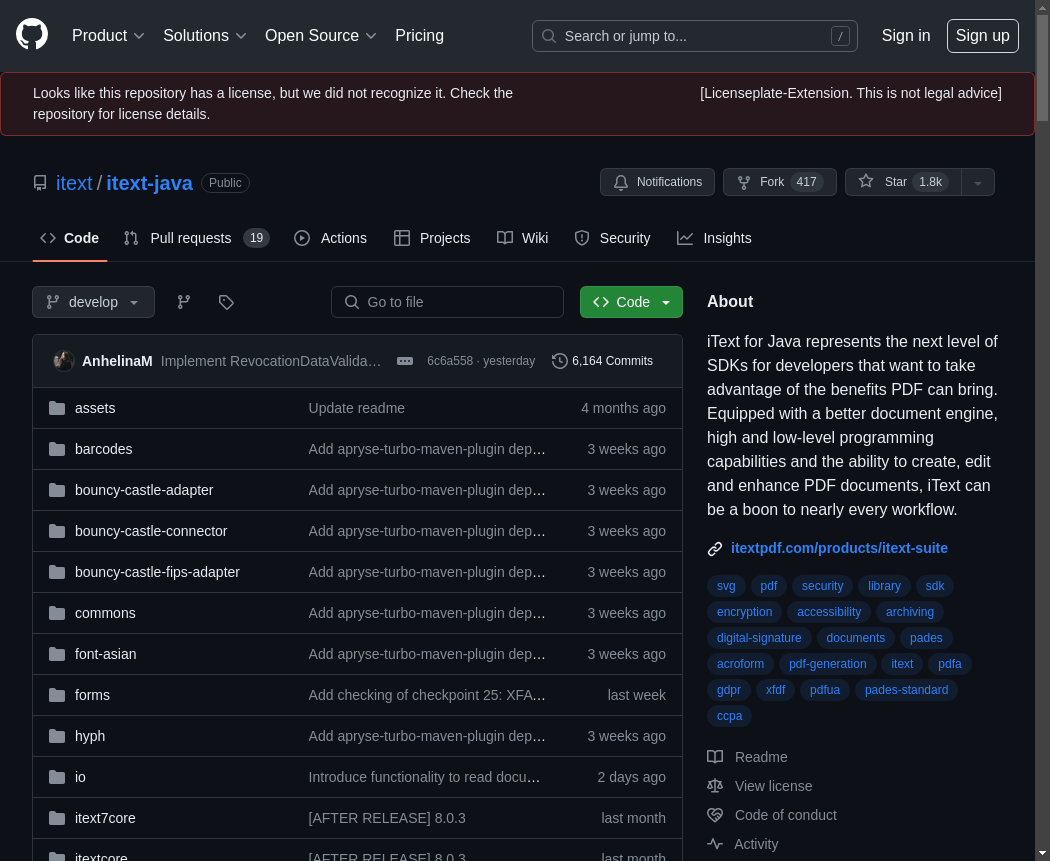 Product Solutions Open Source Pricing Search or jump to... / Sign in Sign up
Looks like this repository has a license, but we did not recognize it. Check the
repository for license details.
[Licenseplate-Extension. This is not legal advice]
itext / itext-java Public
Notifications Fork 417 Star 1.8k
Code Pull requests 19 Actions Projects Wiki Security Insights
develop Go to file Code
AnhelinaM Implement RevocationDataValida… 6c6a558 · yesterday 6,164 Commits
assets Update readme 4 months ago
barcodes Add apryse-turbo-maven-plugin dep… 3 weeks ago
bouncy-castle-adapter Add apryse-turbo-maven-plugin dep… 3 weeks ago
bouncy-castle-connector Add apryse-turbo-maven-plugin dep… 3 weeks ago
bouncy-castle-fips-adapter Add apryse-turbo-maven-plugin dep… 3 weeks ago
commons Add apryse-turbo-maven-plugin dep… 3 weeks ago
font-asian Add apryse-turbo-maven-plugin dep… 3 weeks ago
forms Add checking of checkpoint 25: XFA… last week
hyph Add apryse-turbo-maven-plugin dep… 3 weeks ago
io Introduce functionality to read docu… 2 days ago
itext7core [AFTER RELEASE] 8.0.3 last month
itextcore [AFTER RELEASE] 8.0.3 last month
About
iText for Java represents the next level of
SDKs for developers that want to take
advantage of the benefits PDF can bring.
Equipped with a better document engine,
high and low-level programming
capabilities and the ability to create, edit
and enhance PDF documents, iText can
be a boon to nearly every workflow.
itextpdf.com/products/itext-suite
svg pdf security library sdk
encryption accessibility archiving
digital-signature documents pades
acroform pdf-generation itext pdfa
gdpr xfdf pdfua pades-standard
ccpa
Readme
View license
Code of conduct
Activity